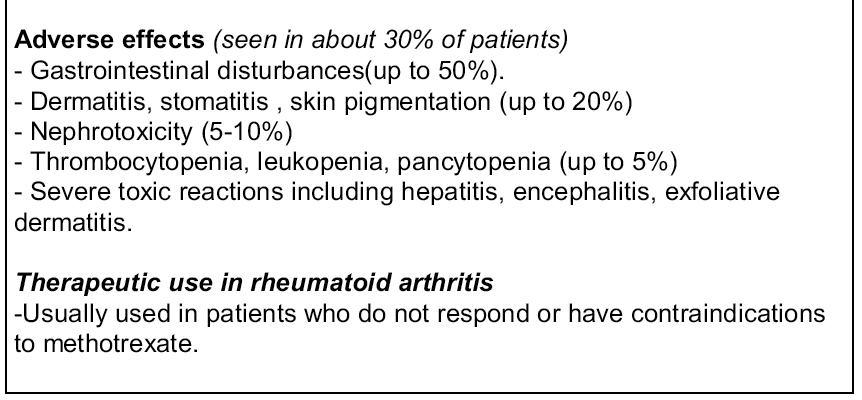 Adverse effects (seen in about 30% of patients)
- Gastrointestinal disturbances(up to 50%).
- Dermatitis, stomatitis , skin pigmentation (up to 20%)
- Nephrotoxicity (5-10%)
- Thrombocytopenia, leukopenia, pancytopenia (up to 5%)
- Severe toxic reactions including hepatitis, encephalitis, exfoliative
dermatitis.
Therapeutic use in rheumatoid arthritis
-Usually used in patients who do not respond or have contraindications
to methotrexate.